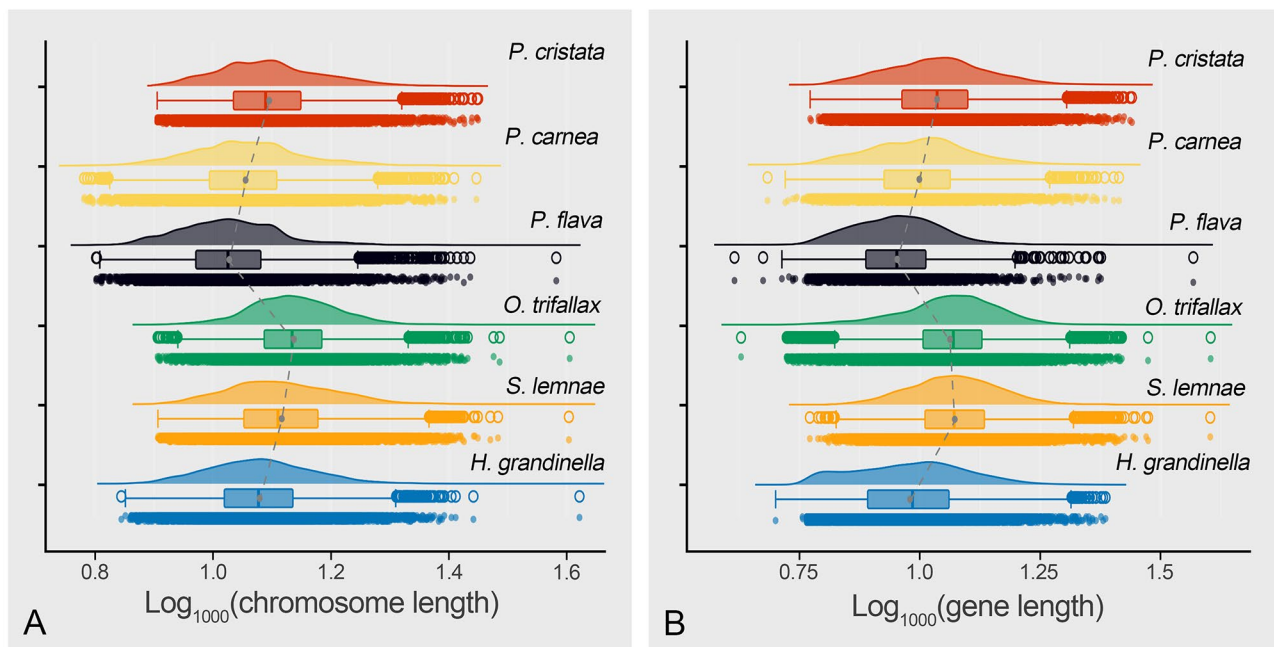 P. cristata
P. carnea
P. flava
O. trifallax
S. lemnae
H. grandinella
0.8 1.0 1.2 1.4 1.6
Log1000(chromosome length)
A
P. cristata
P. carnea
P. flava
O. trifallax
S. lemnae
H. grandinella
0.75 1.0 1.25 1.5
Log1000(gene length)
B